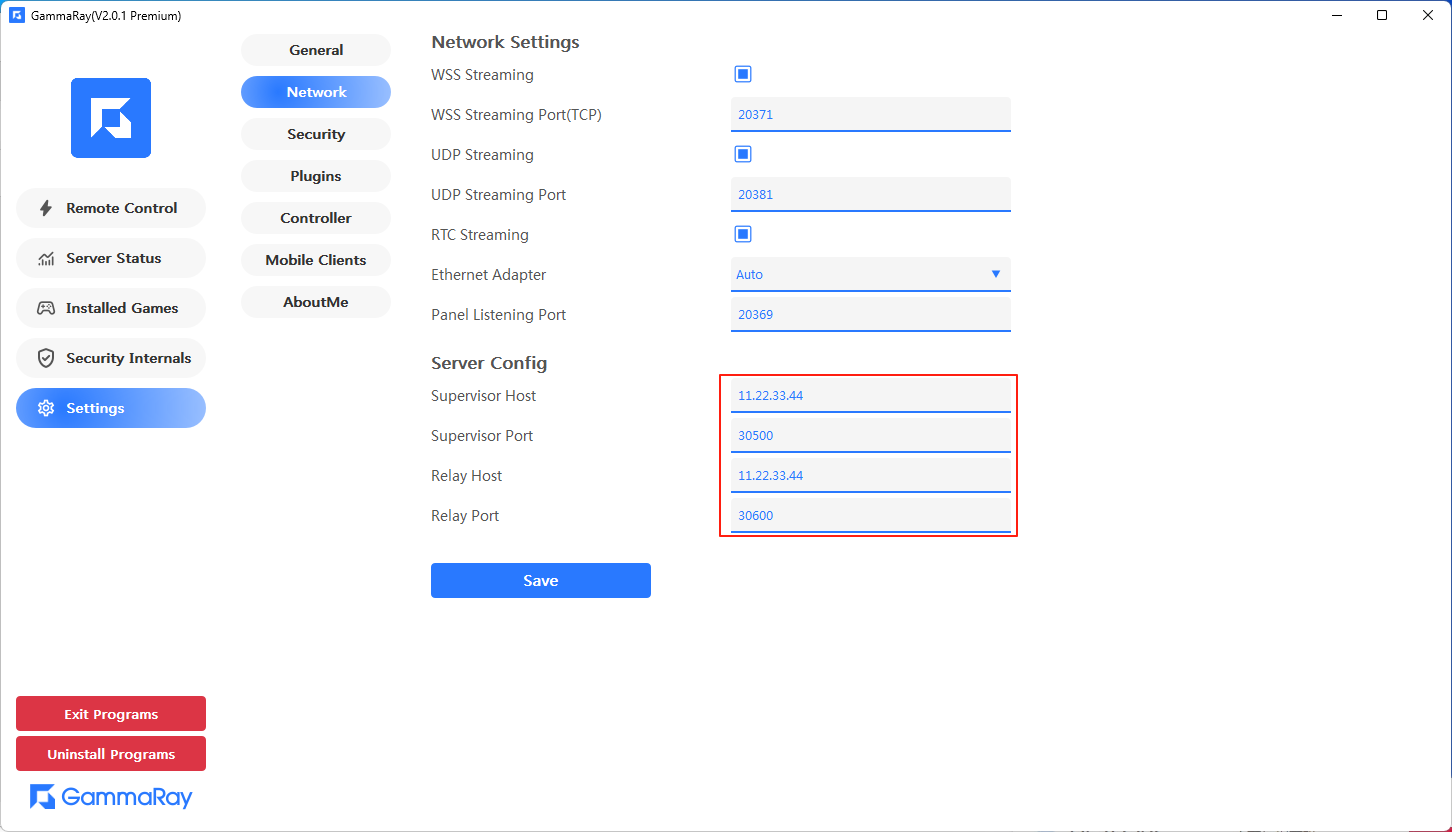 GammaRay(V2.0.1 Premium)
Remote Control
Server Status
Installed Games
Security Internals
Settings
Exit Programs
Uninstall Programs
GammaRay
General
Network
Security
Plugins
Controller
Mobile Clients
AboutMe
Network Settings
WSS Streaming
WSS Streaming Port(TCP) 20371
UDP Streaming
UDP Streaming Port 20381
RTC Streaming
Ethernet Adapter Auto
Panel Listening Port 20369
Server Config
Supervisor Host 11.22.33.44
Supervisor Port 30500
Relay Host 11.22.33.44
Relay Port 30600
Save